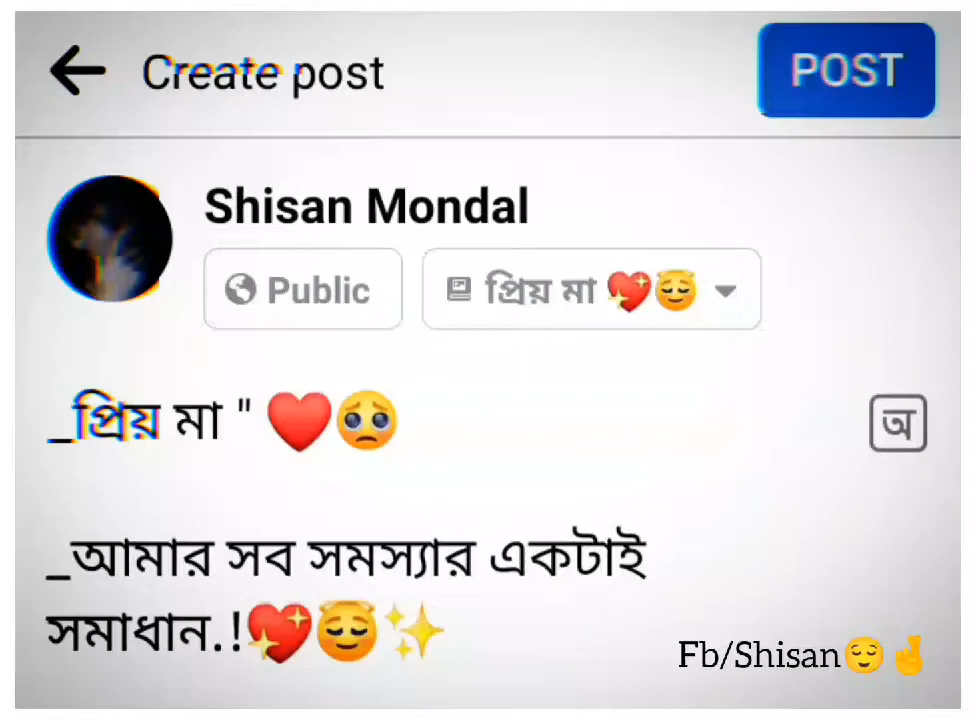 Create post
POST
Shisan Mondal
Public
প্রিয় মা 💖😇
_প্রিয় মা " ❤️🥺
অ
_আমার সব সমস্যার একটাই
সমাধান.!💖😇✨
Fb/Shisan😌🤞